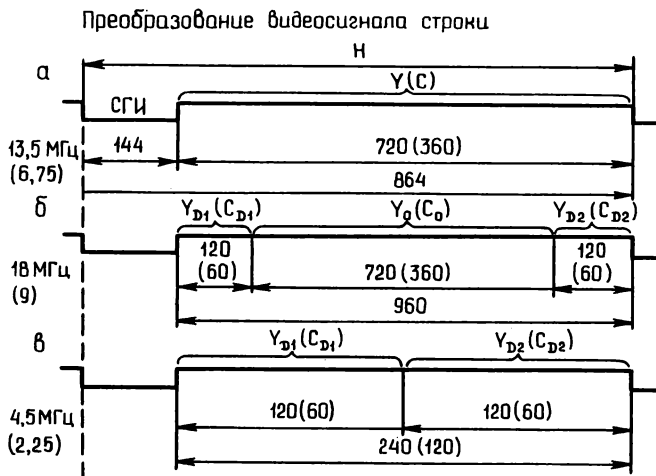 Преобразование видеосигнала строки
H
а
Y(C)
СГИ
144
720(360)
13,5 МГц
(6,75)
864
б
Y_D1(C_D1)
Y_0(C_0)
Y_D2(C_D2)
120
(60)
720(360)
120
(60)
18 МГц
(9)
960
в
Y_D1(C_D1)
Y_D2(C_D2)
120(60)
120(60)
4,5МГц
(2,25)
240(120)